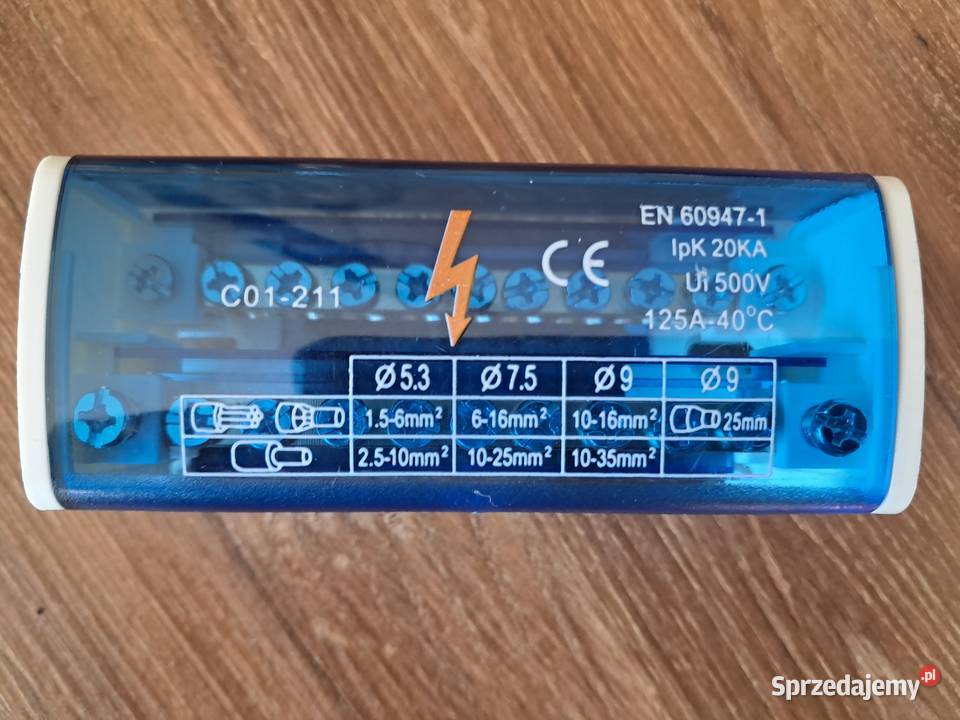 EN 60947-1
IpK 20KA
Ui 500V
125A-40°C
CE
C01-211
Ø5.3 Ø7.5 Ø9 Ø9
1.5-6mm² 6-16mm² 10-16mm² 25mm
2.5-10mm² 10-25mm² 10-35mm²
Sprzedajemy.pl